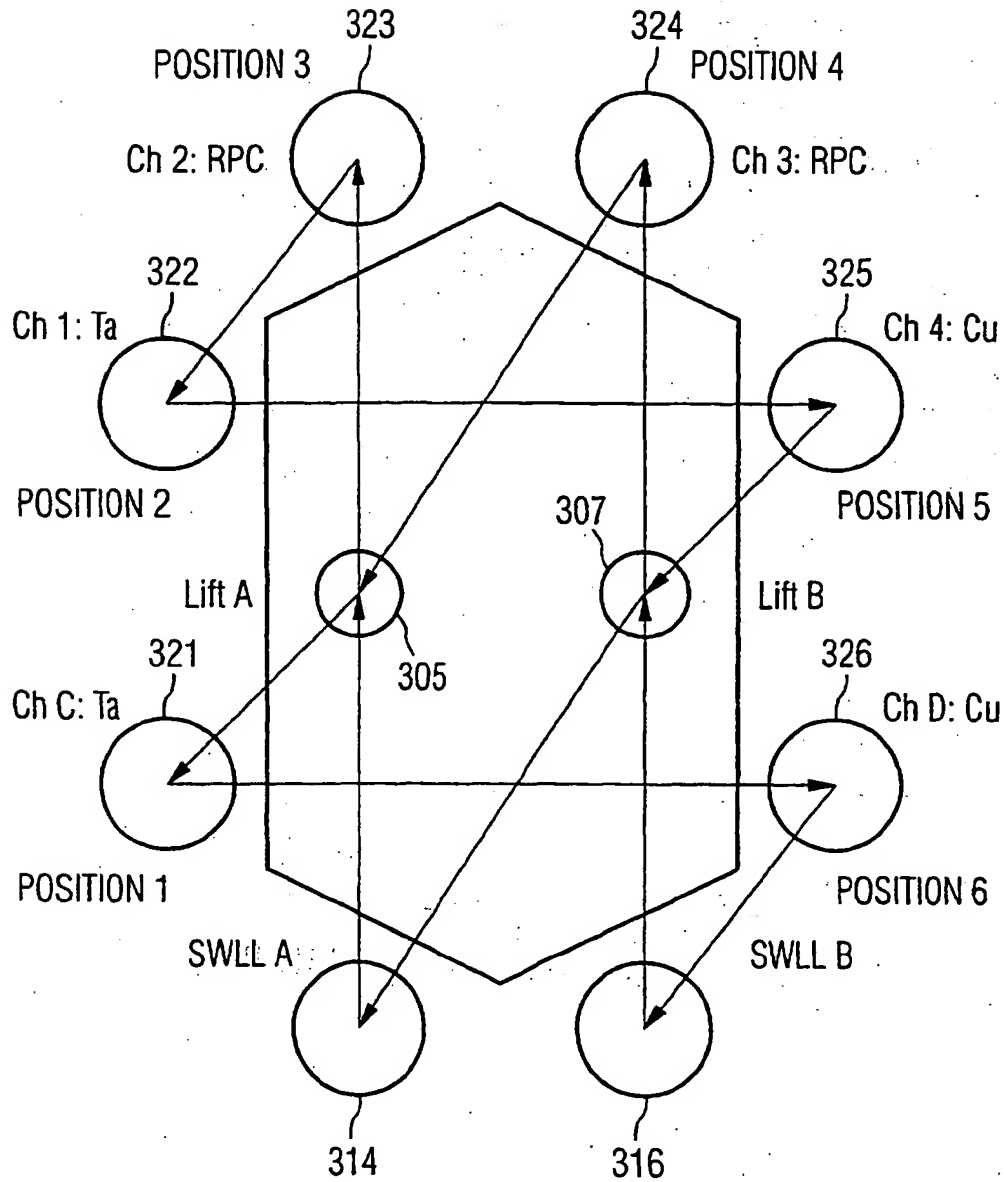 323
324
POSITION 3
POSITION 4
Ch 2: RPC
Ch 3: RPC
322
325
Ch 1: Ta
Ch 4: Cu
POSITION 2
307
POSITION 5
Lift A
Lift B
321
305
326
Ch C: Ta
Ch D: Cu
POSITION 1
POSITION 6
SWLL A
SWLL B
314
316